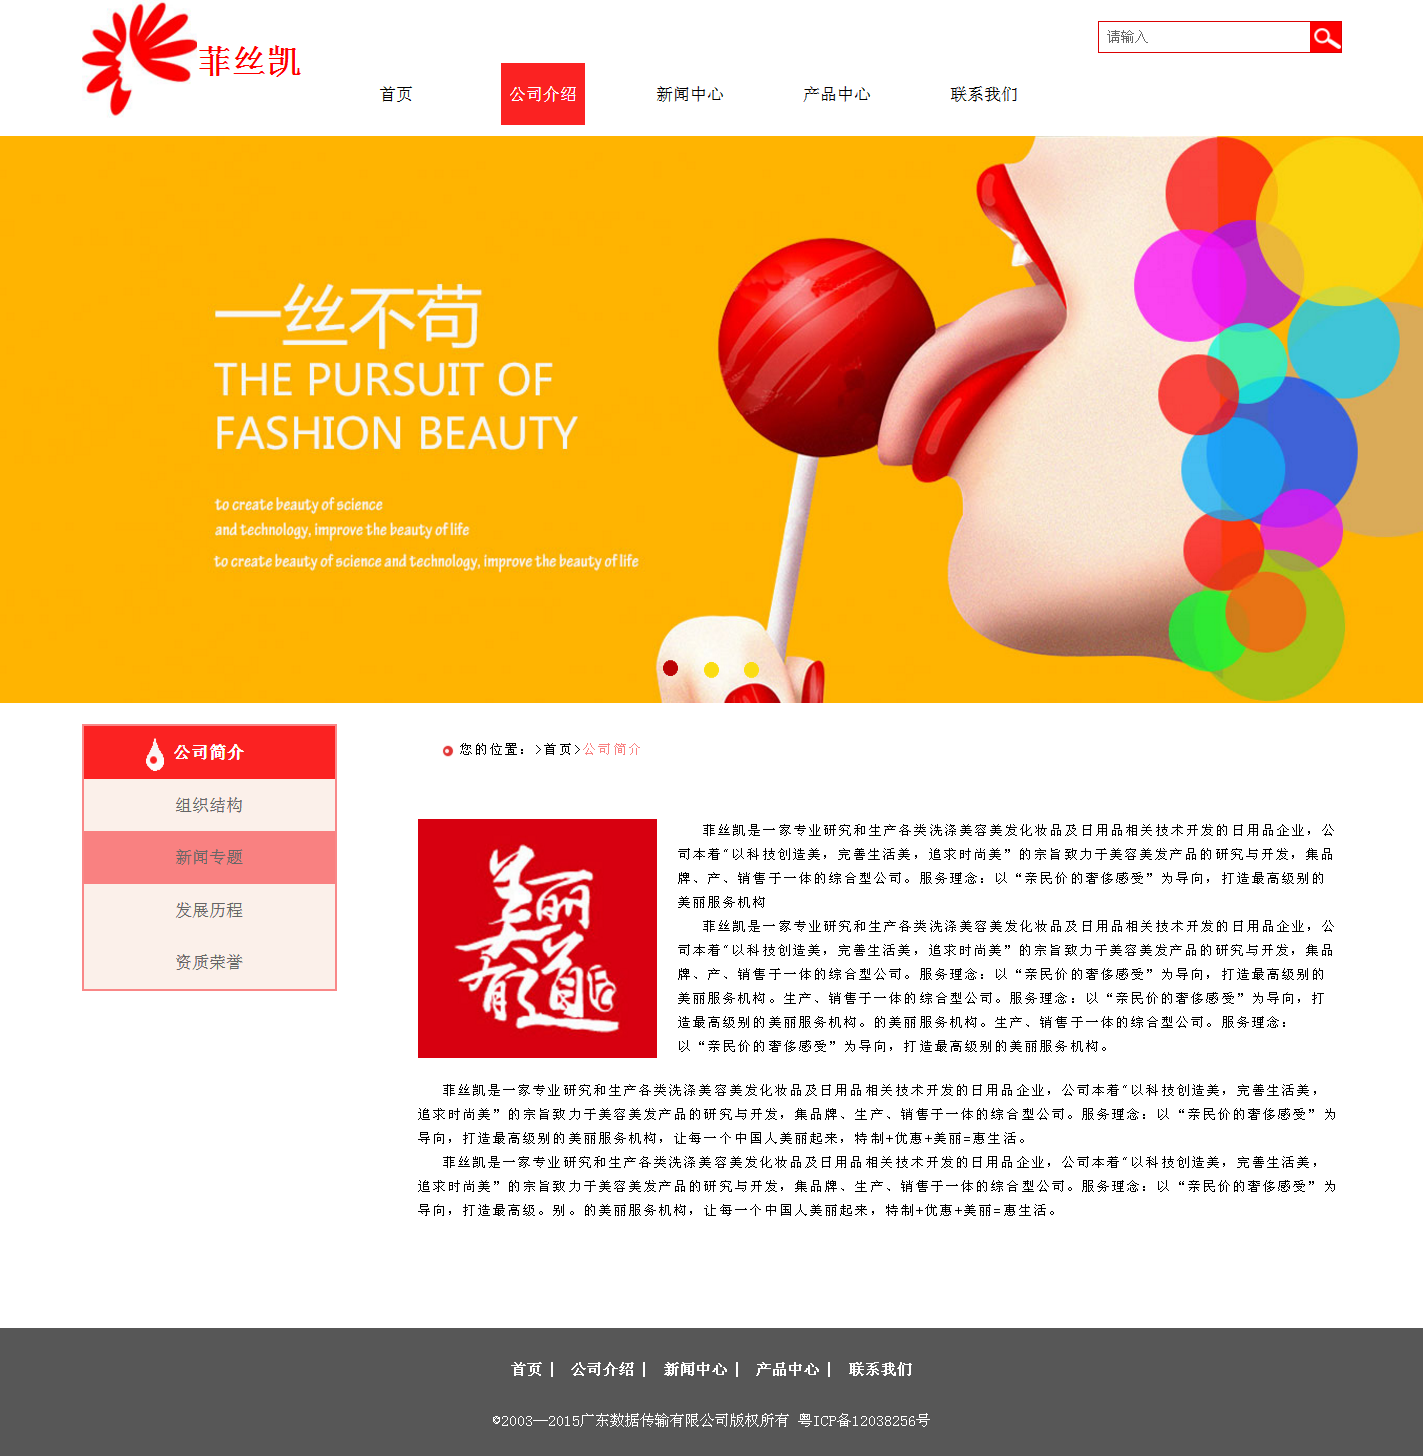 菲丝凯
请输入
首页 公司介绍 新闻中心 产品中心 联系我们
一丝不苟
THE PURSUIT OF
FASHION BEAUTY
to create beauty of science
and technology, improve the beauty of life
to create beauty of science and technology, improve the beauty of life
公司简介
组织结构
新闻专题
发展历程
资质荣誉
您的位置：>首页>公司简介
美丽有道
菲丝凯是一家专业研究和生产各类洗涤美容美发化妆品及日用品相关技术开发的日用品企业，公
司本着“以科技创造美，完善生活美，追求时尚美”的宗旨致力于美容美发产品的研究与开发，集品
牌、产、销售于一体的综合型公司。服务理念：以“亲民价的奢侈感受”为导向，打造最高级别的
美丽服务机构
菲丝凯是一家专业研究和生产各类洗涤美容美发化妆品及日用品相关技术开发的日用品企业，公
司本着“以科技创造美，完善生活美，追求时尚美”的宗旨致力于美容美发产品的研究与开发，集品
牌、产、销售于一体的综合型公司。服务理念：以“亲民价的奢侈感受”为导向，打造最高级别的
美丽服务机构。生产、销售于一体的综合型公司。服务理念：以“亲民价的奢侈感受”为导向，打
造最高级别的美丽服务机构。的美丽服务机构。生产、销售于一体的综合型公司。服务理念：
以“亲民价的奢侈感受”为导向，打造最高级别的美丽服务机构。
菲丝凯是一家专业研究和生产各类洗涤美容美发化妆品及日用品相关技术开发的日用品企业，公司本着“以科技创造美，完善生活美，
追求时尚美”的宗旨致力于美容美发产品的研究与开发，集品牌、生产、销售于一体的综合型公司。服务理念：以“亲民价的奢侈感受”为
导向，打造最高级别的美丽服务机构，让每一个中国人美丽起来，特制+优惠+美丽=惠生活。
菲丝凯是一家专业研究和生产各类洗涤美容美发化妆品及日用品相关技术开发的日用品企业，公司本着“以科技创造美，完善生活美，
追求时尚美”的宗旨致力于美容美发产品的研究与开发，集品牌、生产、销售于一体的综合型公司。服务理念：以“亲民价的奢侈感受”为
导向，打造最高级。别。的美丽服务机构，让每一个中国人美丽起来，特制+优惠+美丽=惠生活。
首页 | 公司介绍 | 新闻中心 | 产品中心 | 联系我们
©2003—2015广东数据传输有限公司版权所有 粤ICP备12038256号